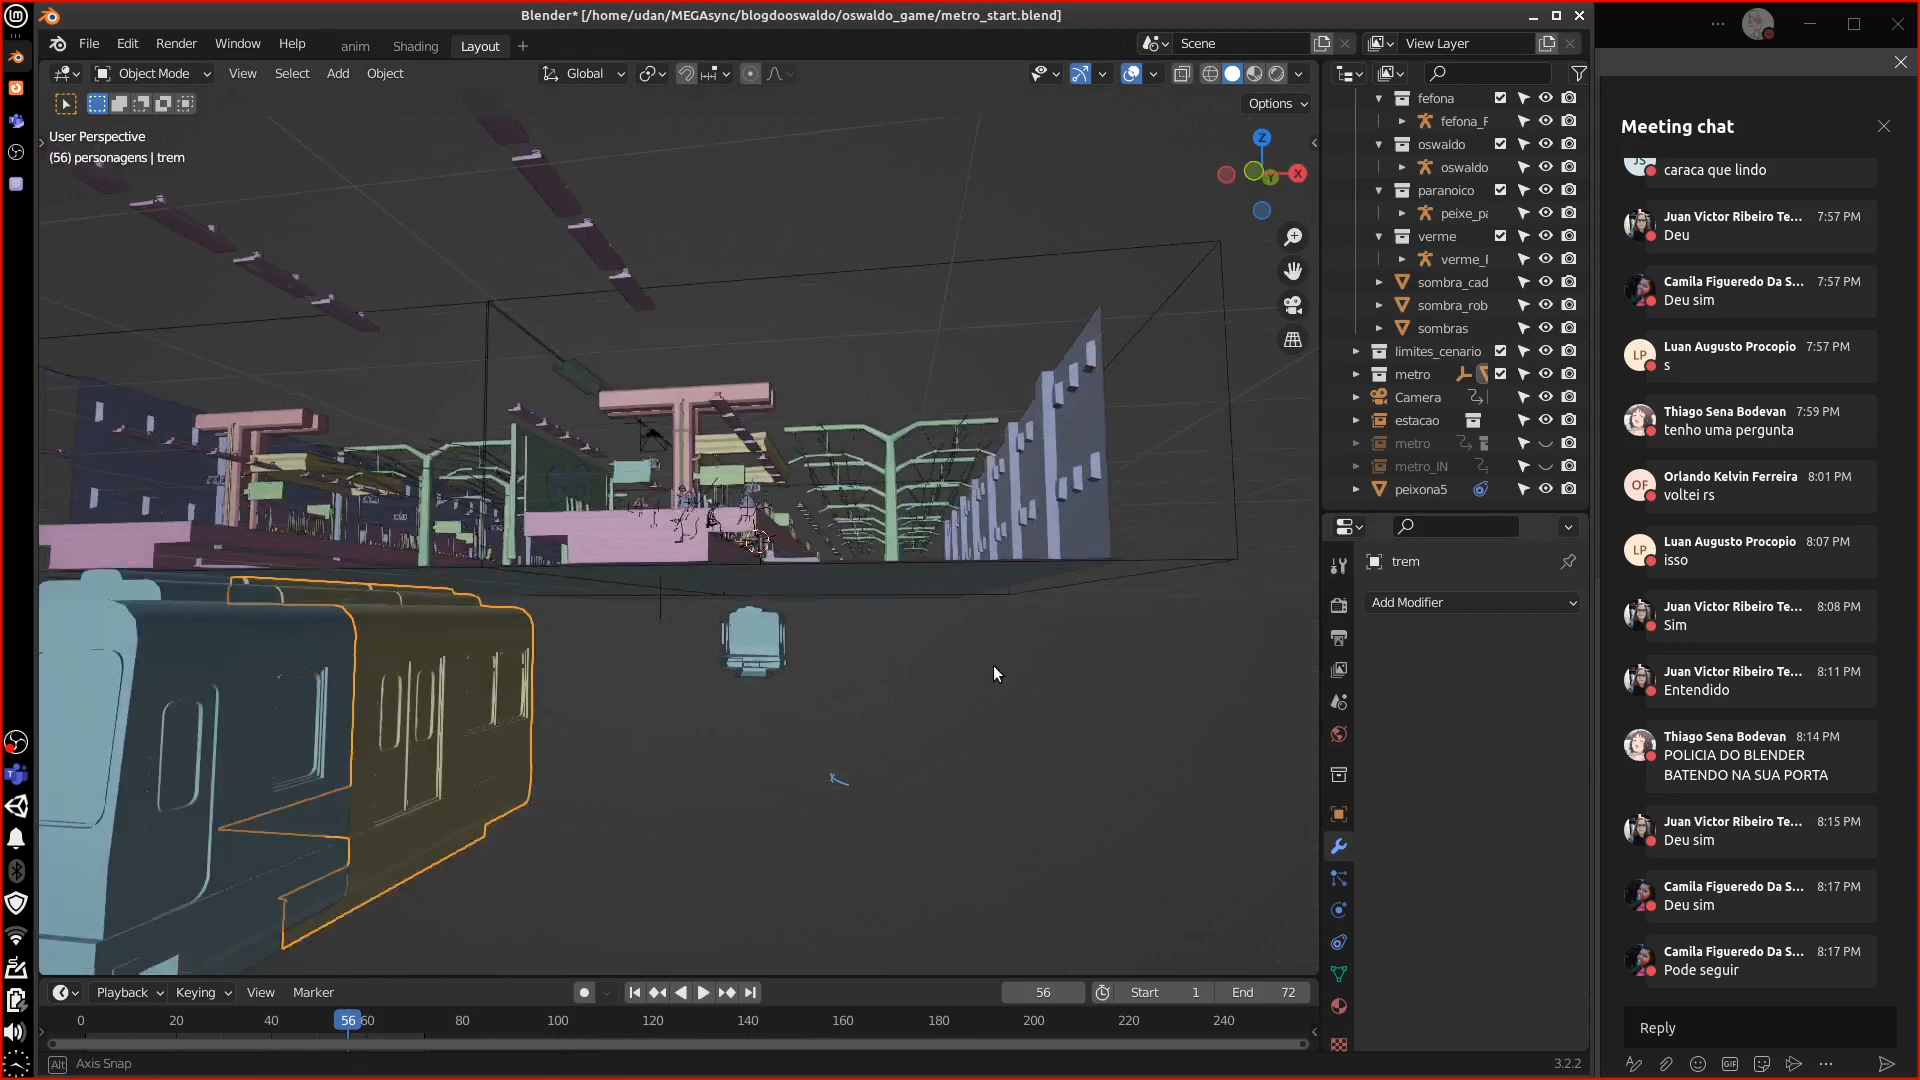 Blender* [/home/udan/MEGAsync/blogdooswaldo/oswaldo_game/metro_start.blend]
File Edit Render Window Help anim Shading Layout + Scene View Layer
Object Mode View Select Add Object Global
Options
User Perspective
(56) personagens | trem
Z
X
Y
fefona
fefona_F
oswaldo
oswaldo
paranoico
peixe_pa
verme
verme_F
sombra_cad
sombra_rob
sombras
limites_cenario
metro
Camera
estacao
metro
metro_IN
peixona5
trem
Add Modifier
Playback Keying View Marker 56 Start 1 End 72
0 20 40 56 60 80 100 120 140 160 180 200 220 240
Alt Axis Snap 3.2.2
Meeting chat
JS
caraca que lindo
Juan Victor Ribeiro Te... 7:57 PM
Deu
Camila Figueredo Da S... 7:57 PM
Deu sim
LP Luan Augusto Procopio 7:57 PM
s
Thiago Sena Bodevan 7:59 PM
tenho uma pergunta
OF Orlando Kelvin Ferreira 8:01 PM
voltei rs
LP Luan Augusto Procopio 8:07 PM
isso
Juan Victor Ribeiro Te... 8:08 PM
Sim
Juan Victor Ribeiro Te... 8:11 PM
Entendido
Thiago Sena Bodevan 8:14 PM
POLICIA DO BLENDER
BATENDO NA SUA PORTA
Juan Victor Ribeiro Te... 8:15 PM
Deu sim
Camila Figueredo Da S... 8:17 PM
Deu sim
Camila Figueredo Da S... 8:17 PM
Pode seguir
Reply
GIF